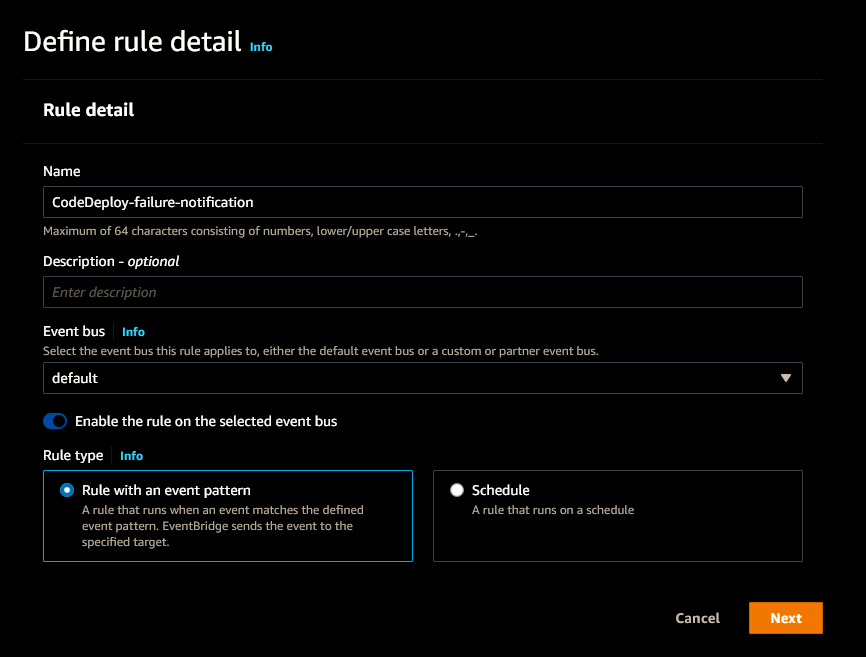 Define rule detail Info
Rule detail
Name
CodeDeploy-failure-notification
Maximum of 64 characters consisting of numbers, lower/upper case letters, .,-,_.
Description - optional
Enter description
Event bus Info
Select the event bus this rule applies to, either the default event bus or a custom or partner event bus.
default
Enable the rule on the selected event bus
Rule type Info
Rule with an event pattern
A rule that runs when an event matches the defined
event pattern. EventBridge sends the event to the
specified target.
Schedule
A rule that runs on a schedule
Cancel
Next